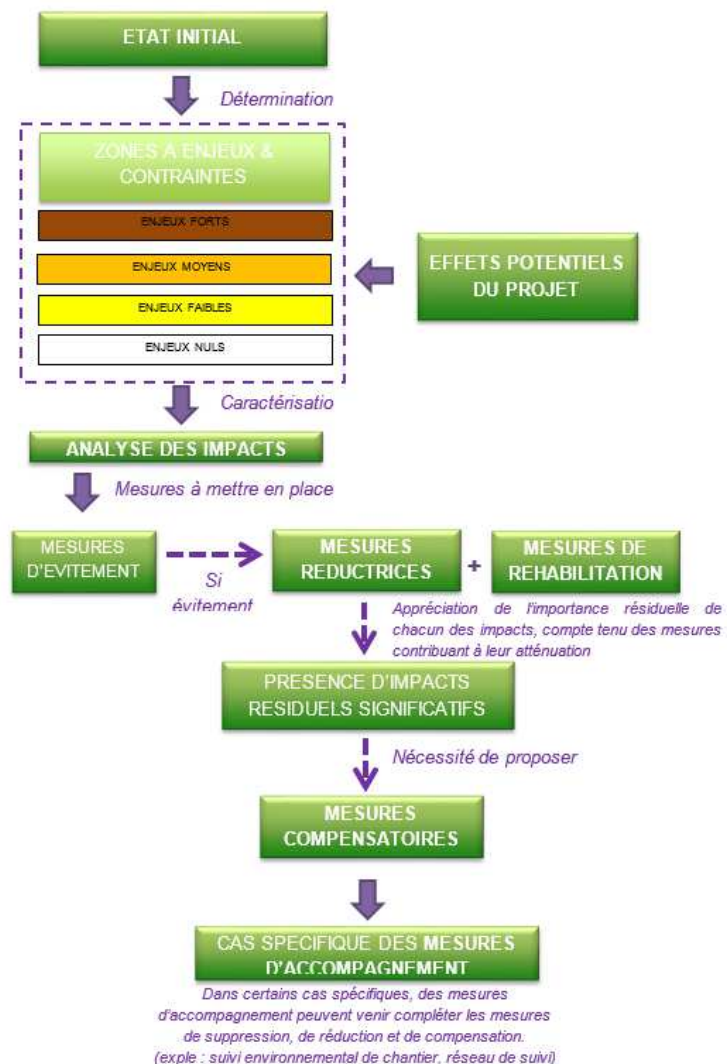 ETAT INITIAL
Détermination
ZONES A ENJEUX &
CONTRAINTES
ENJEUX FORTS
ENJEUX MOYENS
ENJEUX FAIBLES
ENJEUX NULS
EFFETS POTENTIELS
DU PROJET
Caractérisatio
ANALYSE DES IMPACTS
Mesures à mettre en place
MESURES
D'EVITEMENT
Si
évitement
MESURES
REDUCTRICES
+
MESURES DE
REHABILITATION
Appréciation de l'importance résiduelle de
chacun des impacts, compte tenu des mesures
contribuant à leur atténuation
PRESENCE D'IMPACTS
RESIDUELS SIGNIFICATIFS
Nécessité de proposer
MESURES
COMPENSATOIRES
CAS SPECIFIQUE DES MESURES
D'ACCOMPAGNEMENT
Dans certains cas spécifiques, des mesures
d'accompagnement peuvent venir compléter les mesures
de suppression, de réduction et de compensation.
(exple : suivi environnemental de chantier, réseau de suivi)